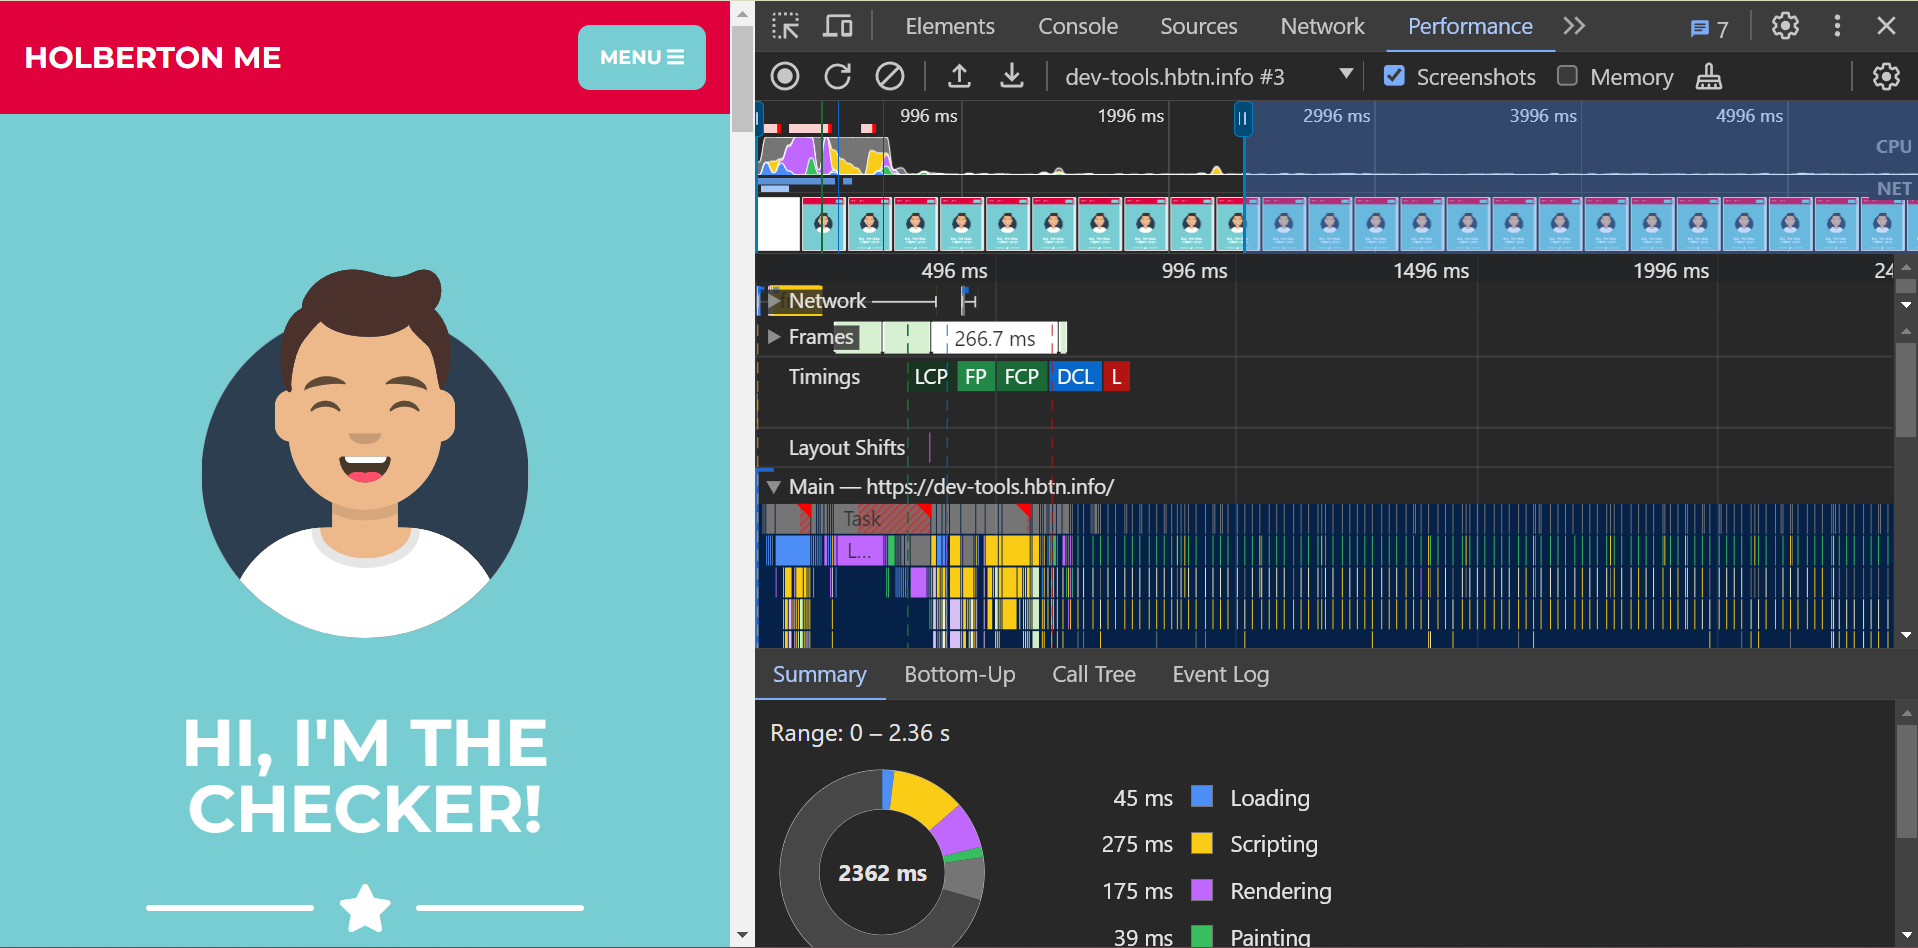 HOLBERTON ME
MENU
HI, I'M THE
CHECKER!
Elements Console Sources Network Performance 7
dev-tools.hbtn.info #3 Screenshots Memory
996 ms 1996 ms 2996 ms 3996 ms 4996 ms
CPU
NET
496 ms 996 ms 1496 ms 1996 ms 24
Network
Frames 266.7 ms
Timings LCP FP FCP DCL L
Layout Shifts
Main — https://dev-tools.hbtn.info/
Task
L...
Summary Bottom-Up Call Tree Event Log
Range: 0 – 2.36 s
2362 ms
45 ms Loading
275 ms Scripting
175 ms Rendering
39 ms Painting